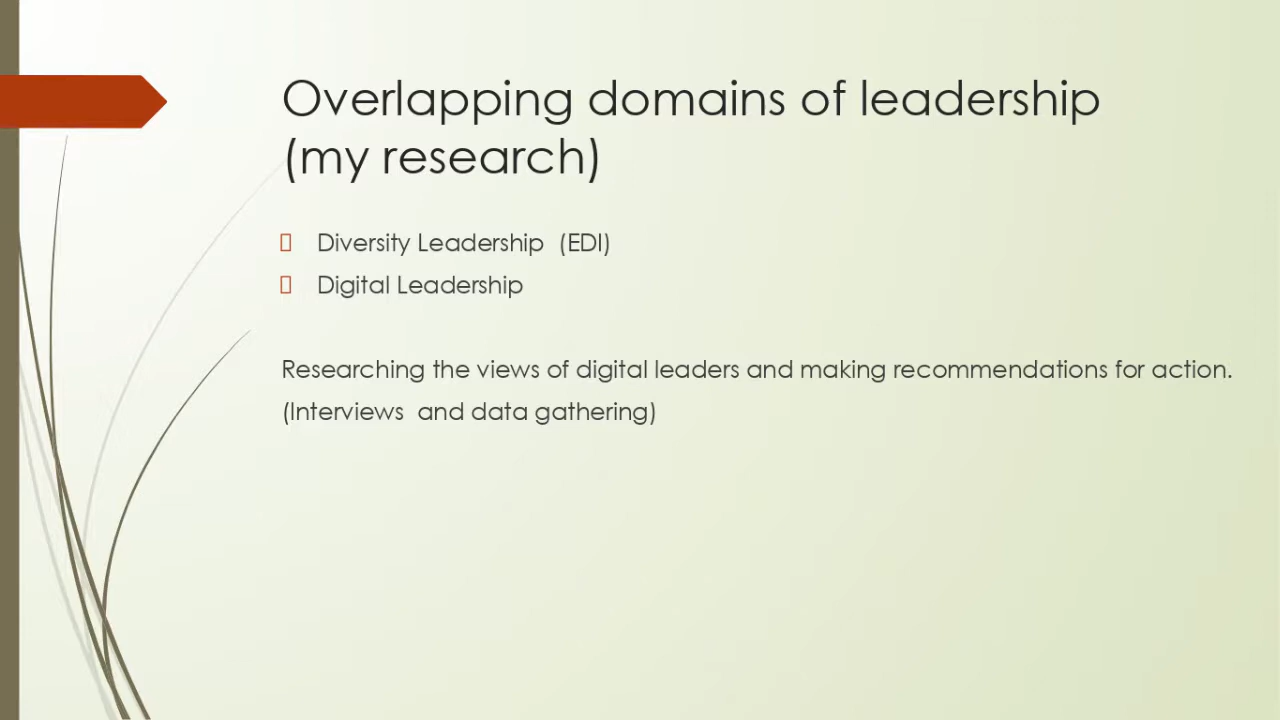 Overlapping domains of leadership
(my research)
Diversity Leadership  (EDI)
Digital Leadership
Researching the views of digital leaders and making recommendations for action.
(Interviews  and data gathering)